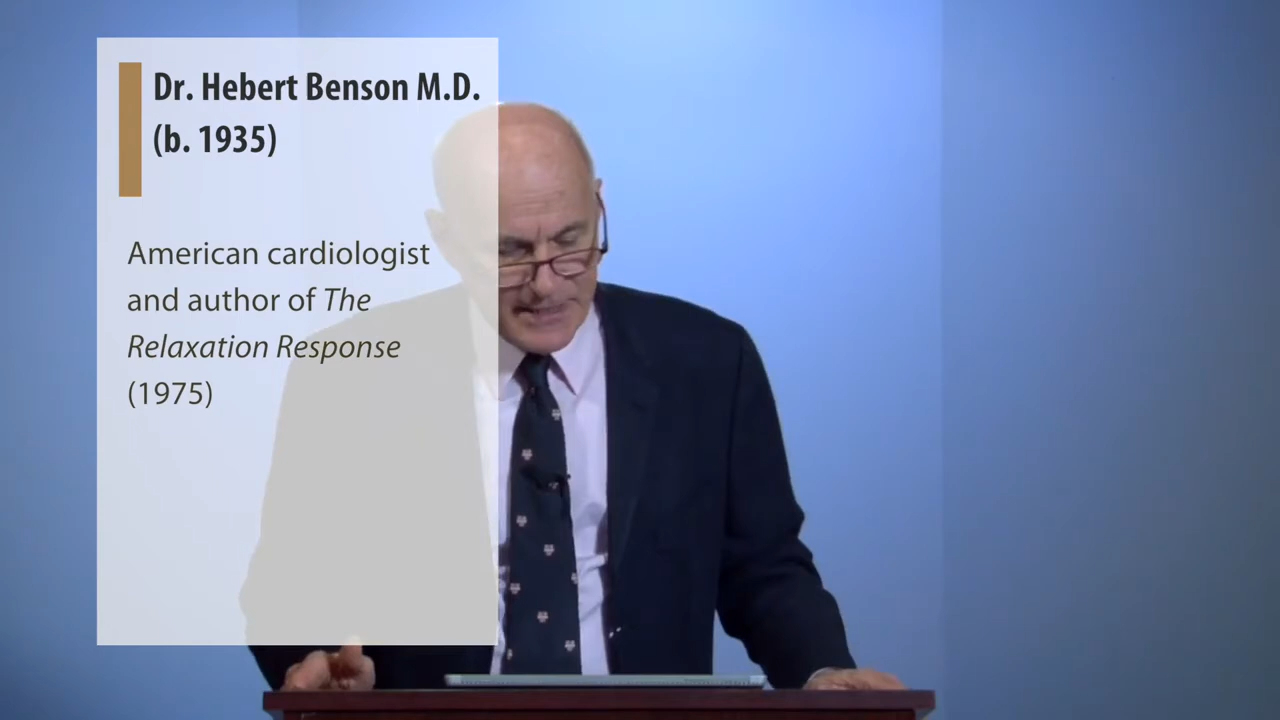 Dr. Hebert Benson M.D.
(b. 1935)
American cardiologist
and author of The
Relaxation Response
(1975)